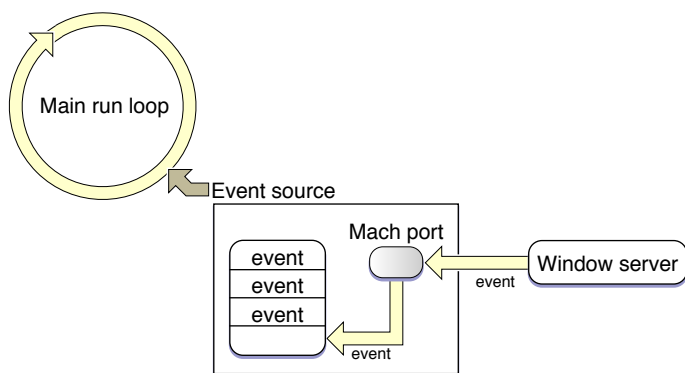 Main run loop
Event source
Mach port
event
event
event
Window server
event
event